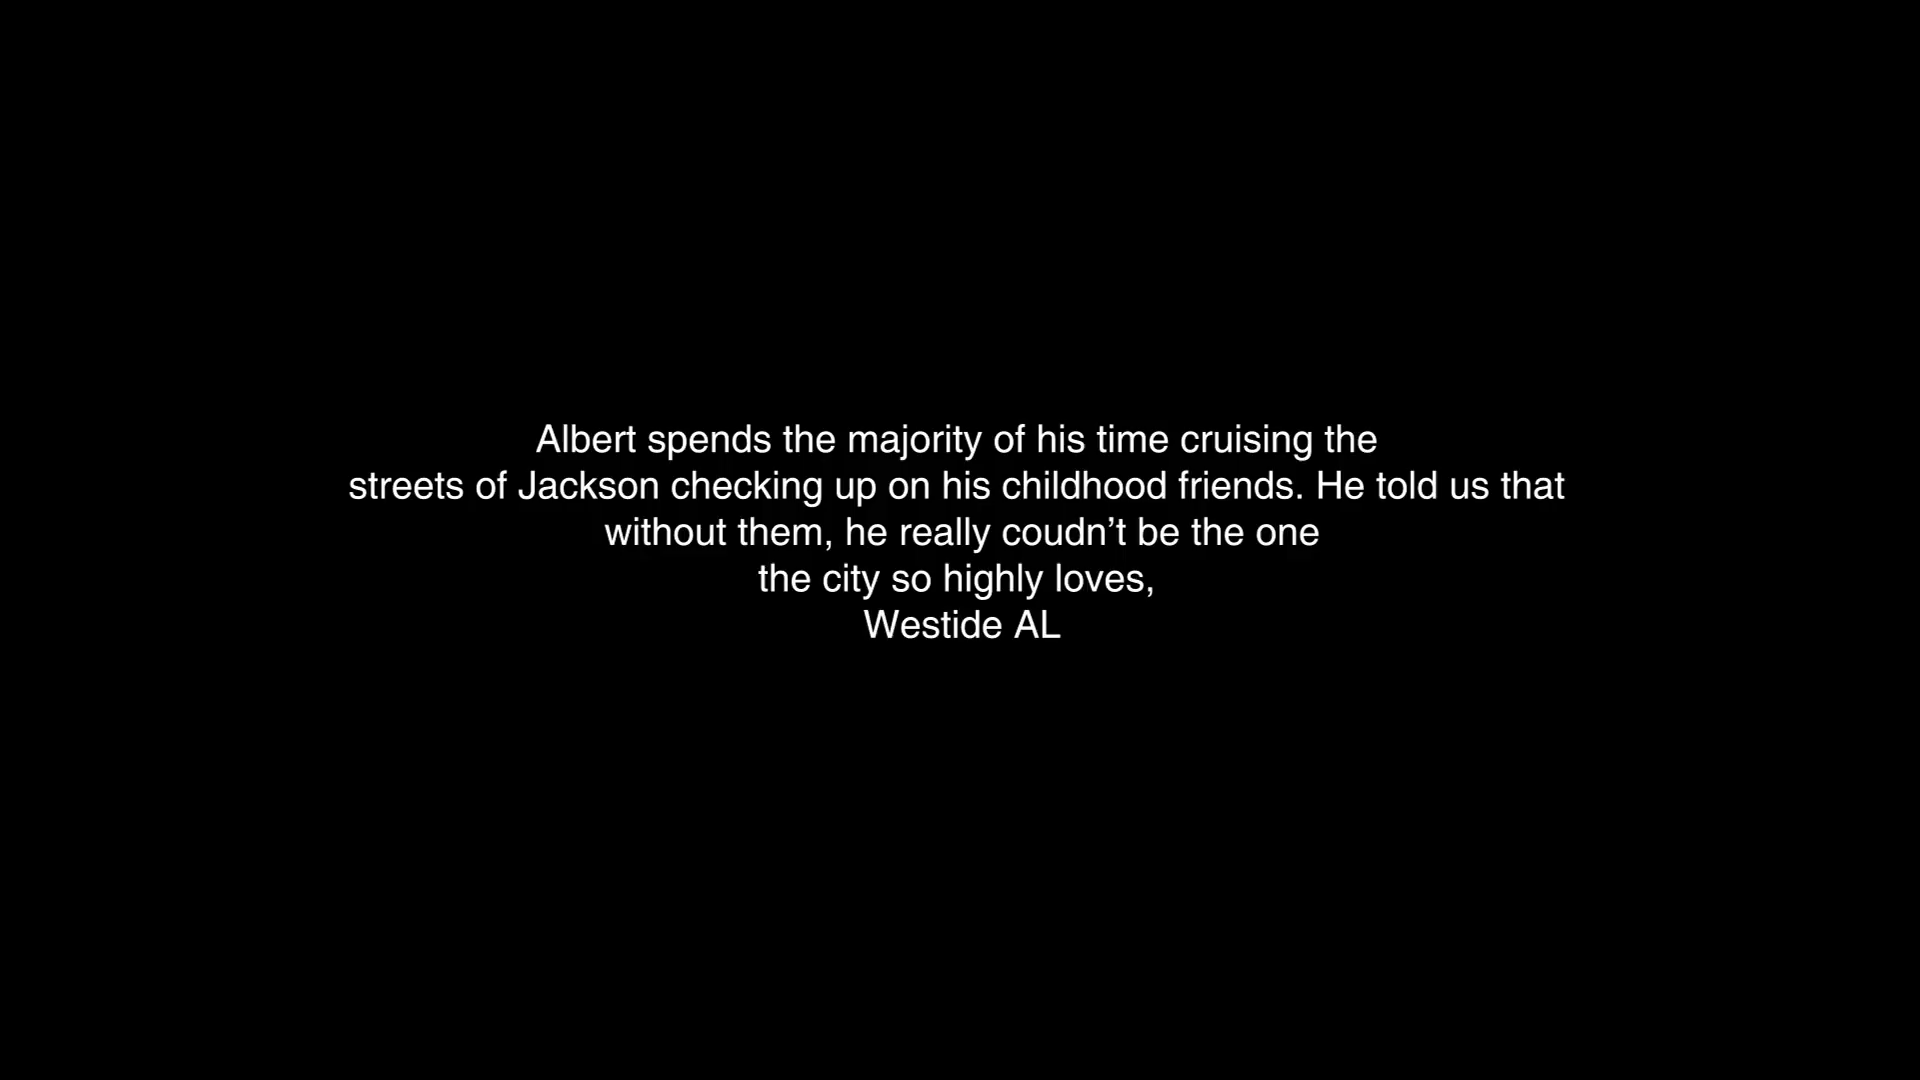 Albert spends the majority of his time cruising the
streets of Jackson checking up on his childhood friends. He told us that
without them, he really coudn’t be the one
the city so highly loves,
Westide AL